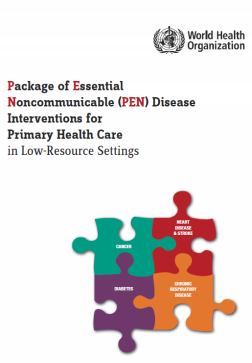 World Health
Organization
Package of Essential
Noncommunicable (PEN) Disease
Interventions for
Primary Health Care
in Low-Resource Settings
HEART
DISEASE
& STROKE
CANCER
DIABETES
CHRONIC
RESPIRATORY
DISEASE